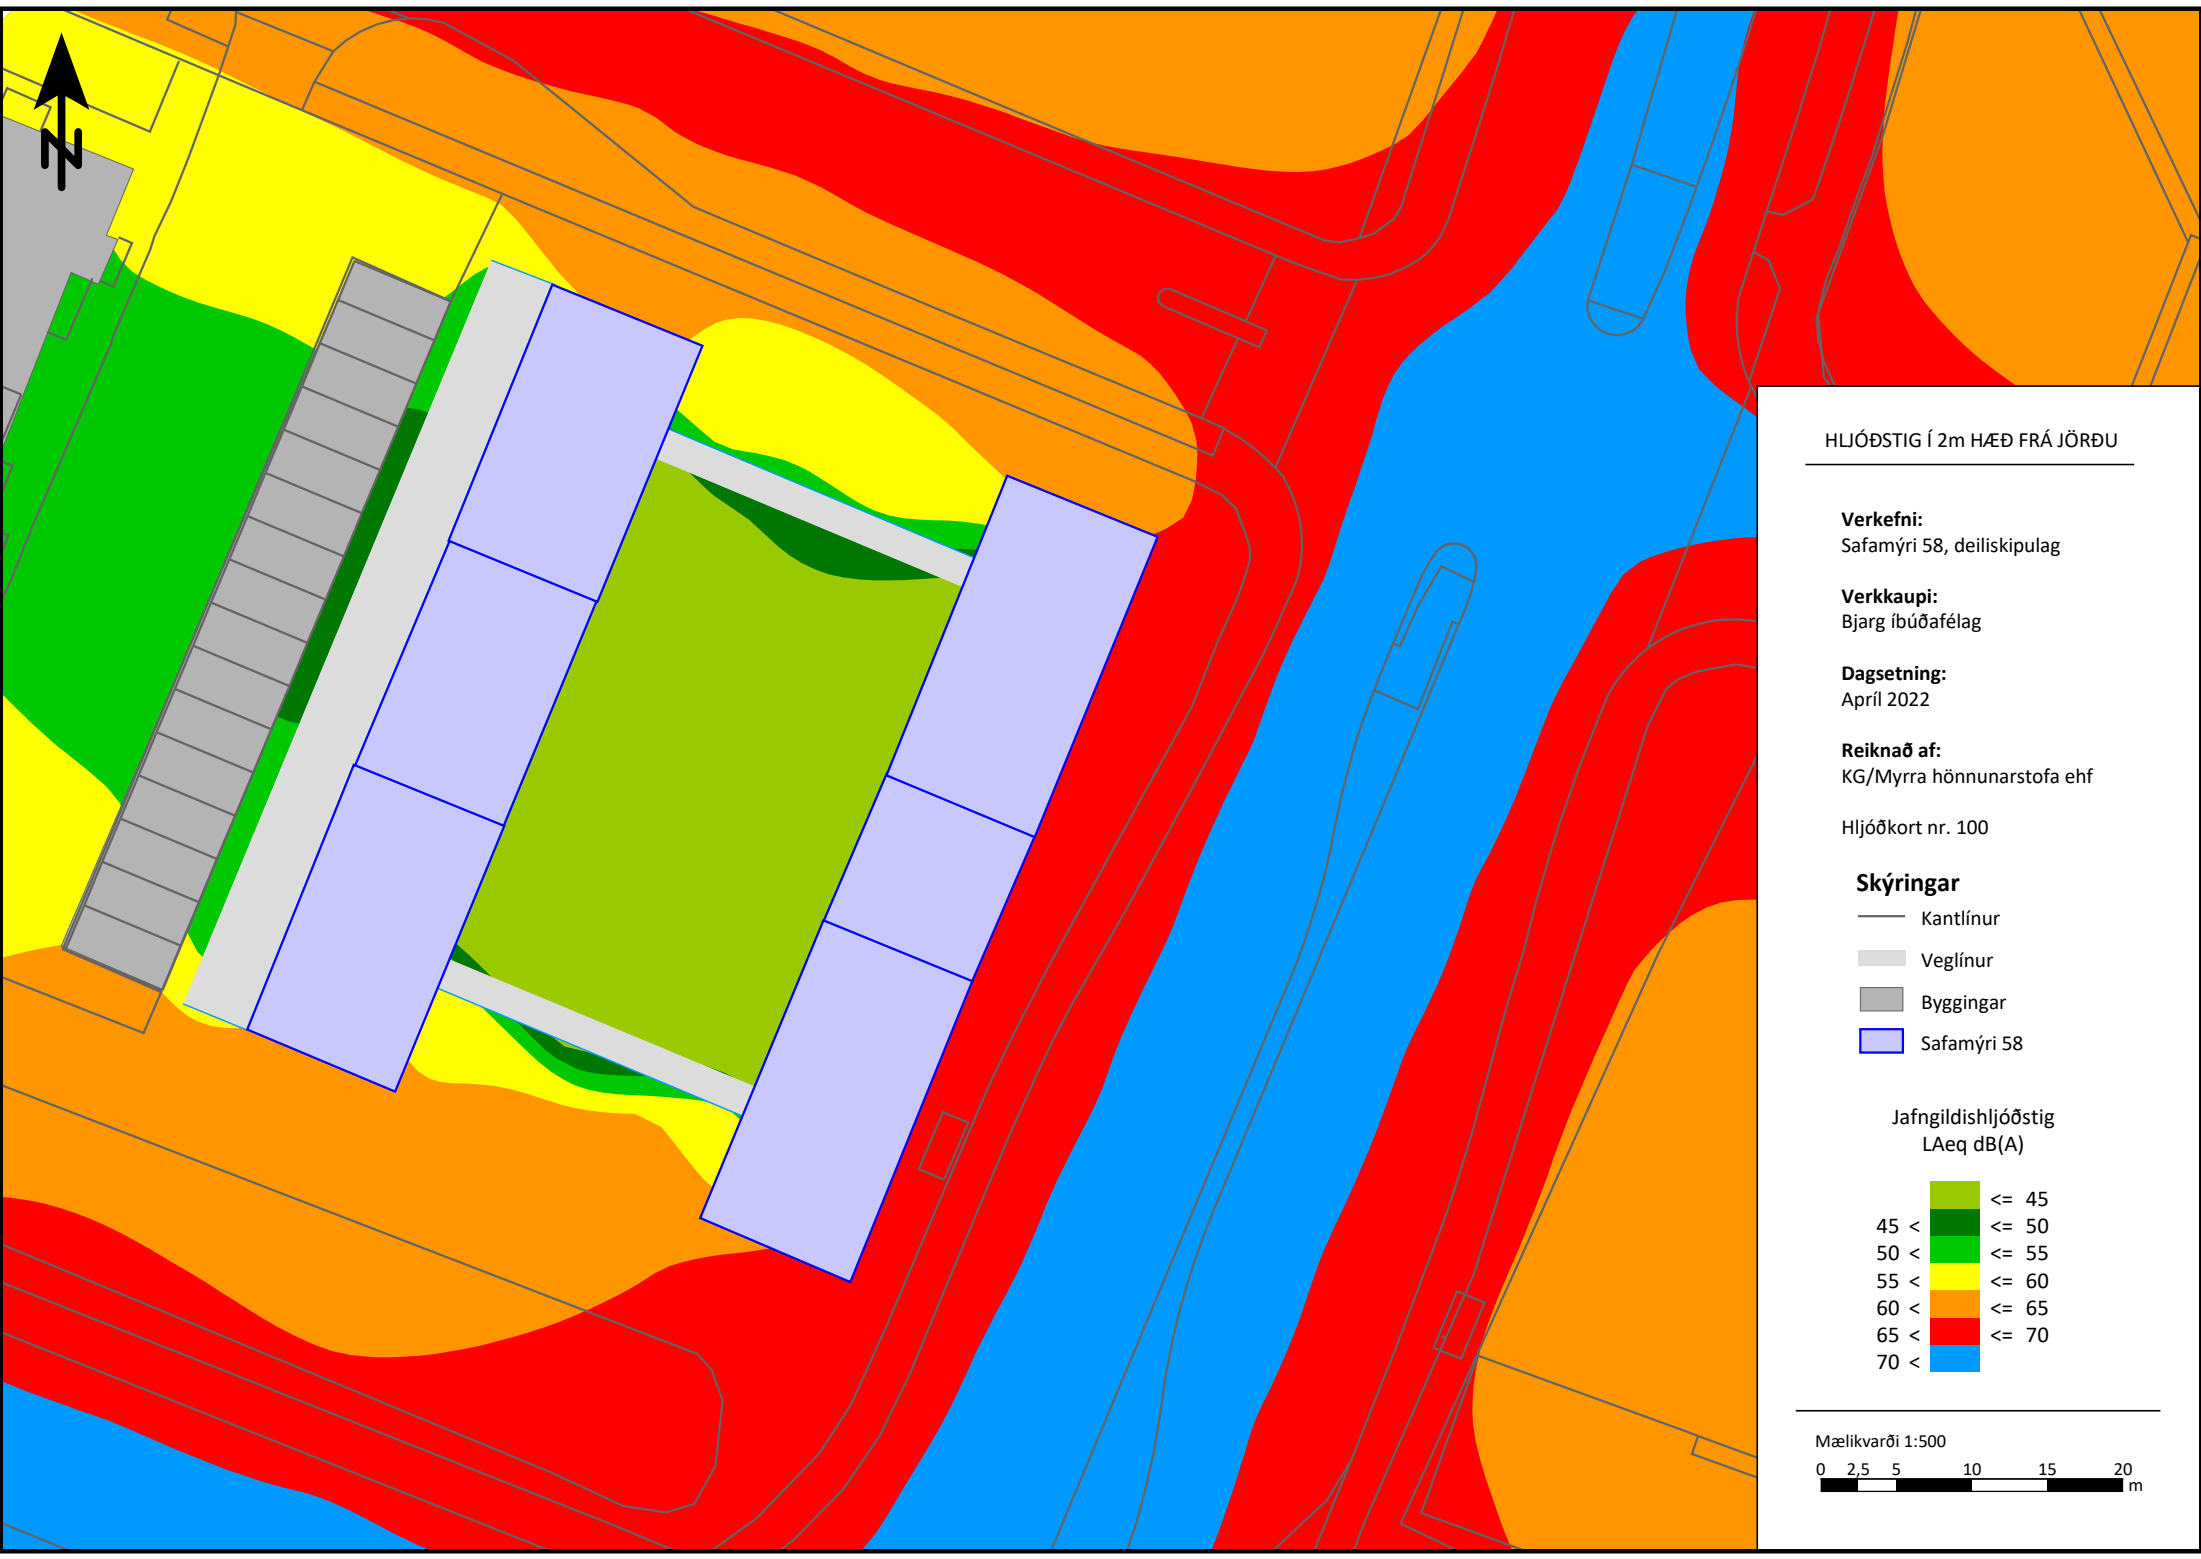 N
HLJÓÐSTIG Í 2m HÆÐ FRÁ JÖRÐU
Verkefni:
Safamýri 58, deiliskipulag
Verkkaupi:
Bjarg íbúðafélag
Dagsetning:
Apríl 2022
Reiknað af:
KG/Myrra hönnunarstofa ehf
Hljóðkort nr. 100
Skýringar
Kantlínur
Veglínur
Byggingar
Safamýri 58
Jafngildishljóðstig
LAeq dB(A)
<= 45
45 < <= 50
50 < <= 55
55 < <= 60
60 < <= 65
65 < <= 70
70 <
Mælikvarði 1:500
0 2,5 5 10 15 20
m